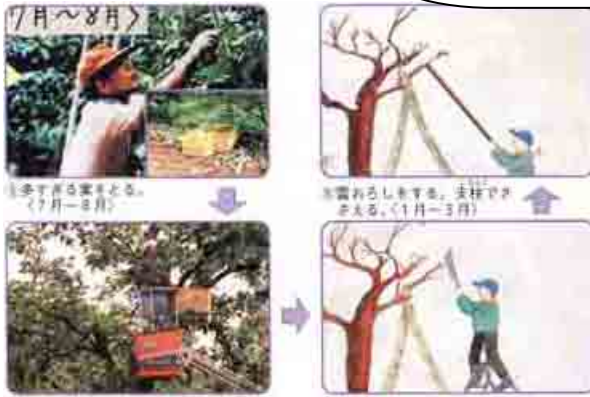 7月～8月〉
多すぎる葉をとる。
〈7月～8月〉
雪おろしをする。支柱でさ
さえる。〈1月～3月〉